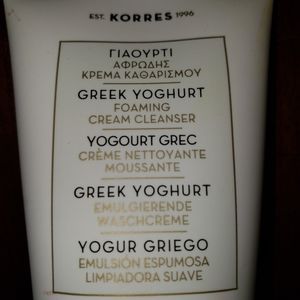 EST. KORRES 1996
ΓΙΑΟΥΡΤΙ
ΑΦΡΩΔΗΣ
ΚΡΕΜΑ ΚΑΘΑΡΙΣΜΟΥ
GREEK YOGHURT
FOAMING
CREAM CLEANSER
YOGOURT GREC
CRÈME NETTOYANTE
MOUSSANTE
GREEK YOGHURT
EMULGIERENDE
WASCHCREME
YOGUR GRIEGO
EMULSIÓN ESPUMOSA
LIMPIADORA SUAVE